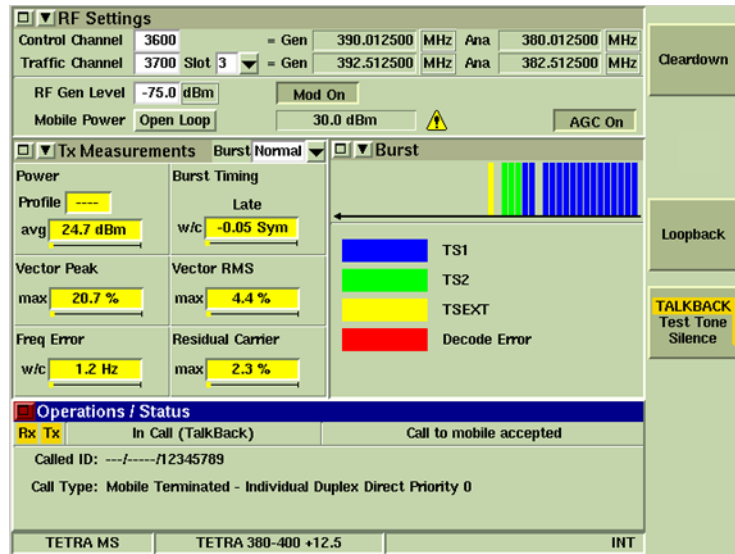 RF Settings
Control Channel 3600 = Gen 390.012500 MHz Ana 380.012500 MHz
Traffic Channel 3700 Slot 3 = Gen 392.512500 MHz Ana 382.512500 MHz
RF Gen Level -75.0 dBm Mod On
Mobile Power Open Loop 30.0 dBm AGC On
Cleardown
Tx Measurements Burst Normal
Power
Profile ----
avg 24.7 dBm
Burst Timing
Late
w/c -0.05 Sym
Vector Peak
max 20.7 %
Vector RMS
max 4.4 %
Freq Error
w/c 1.2 Hz
Residual Carrier
max 2.3 %
Burst
TS1
TS2
TSEXT
Decode Error
Loopback
TALKBACK
Test Tone
Silence
Operations / Status
Rx Tx In Call (TalkBack) Call to mobile accepted
Called ID: ---/-----/12345789
Call Type: Mobile Terminated - Individual Duplex Direct Priority 0
TETRA MS TETRA 380-400 +12.5 INT